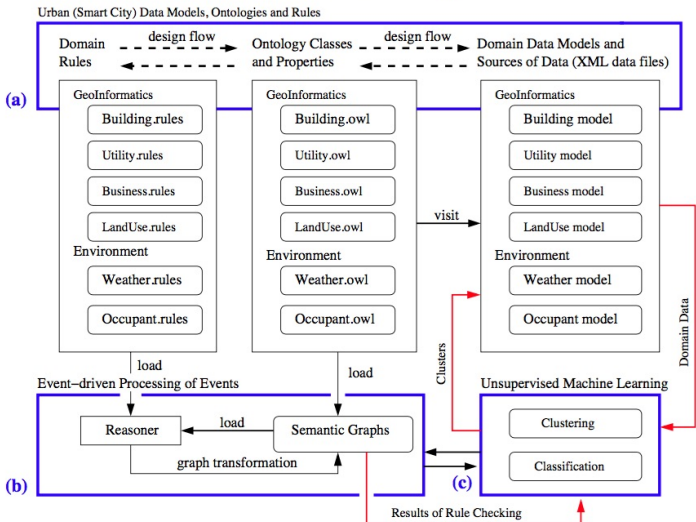 Urban (Smart City) Data Models, Ontologies and Rules
Domain
Rules
design flow
Ontology Classes
and Properties
design flow
Domain Data Models and
Sources of Data (XML data files)
(a)
GeoInformatics
Building.rules
Utility.rules
Business.rules
LandUse.rules
Environment
Weather.rules
Occupant.rules
GeoInformatics
Building.owl
Utility.owl
Business.owl
LandUse.owl
Environment
Weather.owl
Occupant.owl
visit
GeoInformatics
Building model
Utility model
Business model
LandUse model
Environment
Weather model
Occupant model
Domain Data
Clusters
load
load
Event–driven Processing of Events
Reasoner
load
Semantic Graphs
graph transformation
(b)
Unsupervised Machine Learning
Clustering
Classification
(c)
Results of Rule Checking